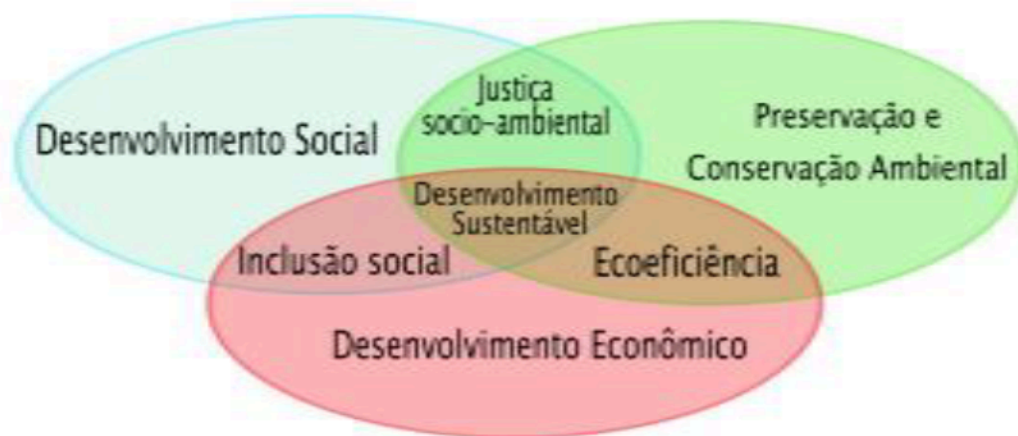 Justiça
socio-ambiental
Desenvolvimento Social
Preservação e
Conservação Ambiental
Desenvolvimento
Sustentável
Inclusão social
Ecoeficiência
Desenvolvimento Econômico